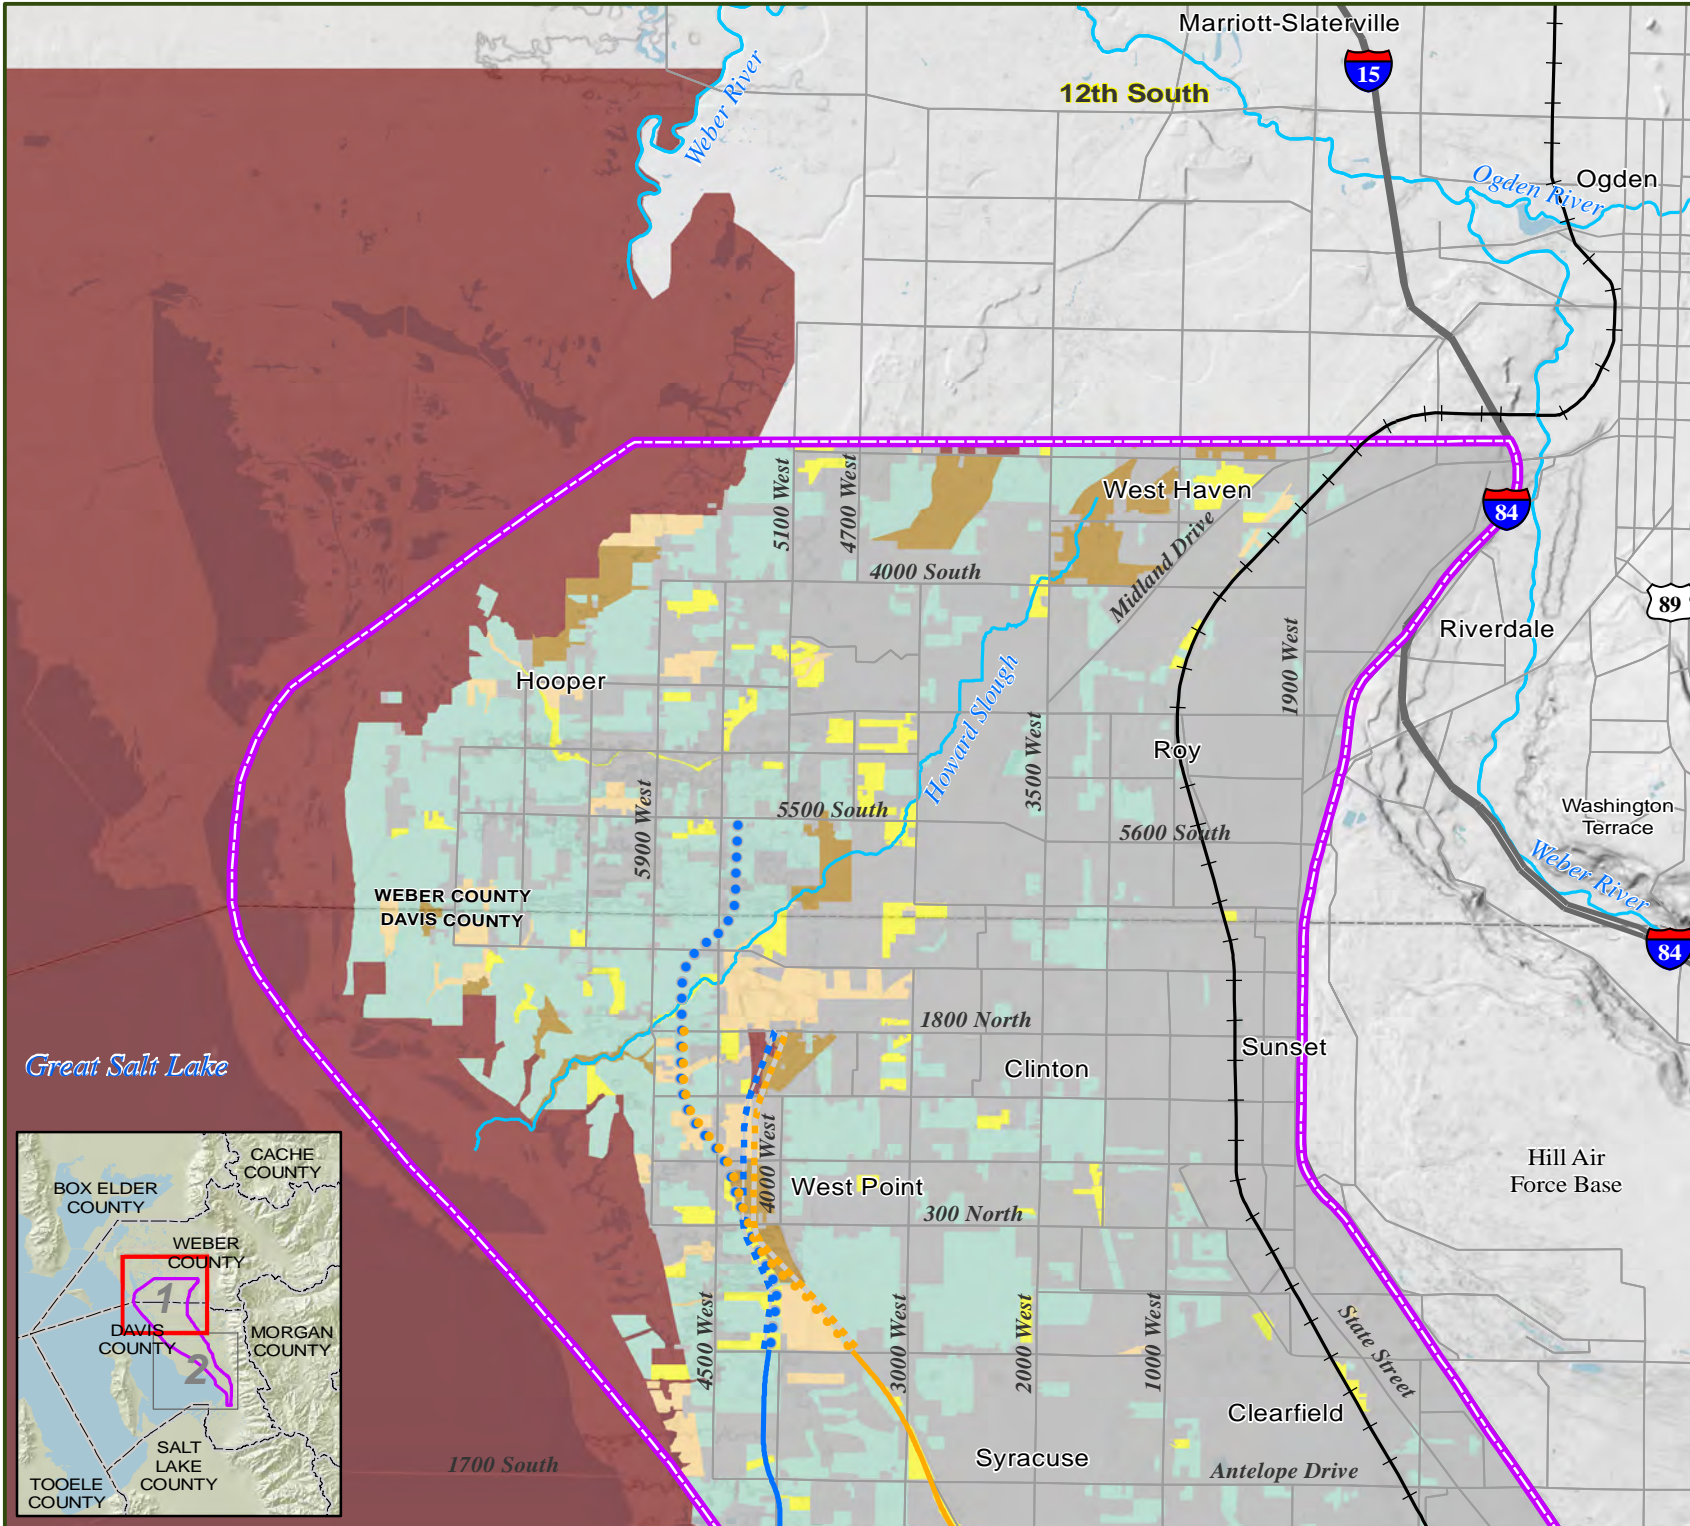 Marriott-Slaterville
15
12th South
Weber River
Ogden
Ogden River
5100 West
4700 West
West Haven
84
4000 South
Midland Drive
89
Riverdale
1900 West
Hooper
Howard Slough
3500 West
Roy
5900 West
5500 South
5600 South
Washington
Terrace
Weber River
WEBER COUNTY
DAVIS COUNTY
84
1800 North
Sunset
Clinton
Great Salt Lake
4000 West
West Point
300 North
Hill Air
Force Base
4500 West
3000 West
2000 West
1000 West
State Street
Clearfield
Syracuse
1700 South
Antelope Drive
CACHE
COUNTY
BOX ELDER
COUNTY
WEBER
COUNTY
1
DAVIS
COUNTY
MORGAN
COUNTY
2
SALT
LAKE
COUNTY
TOOELE
COUNTY